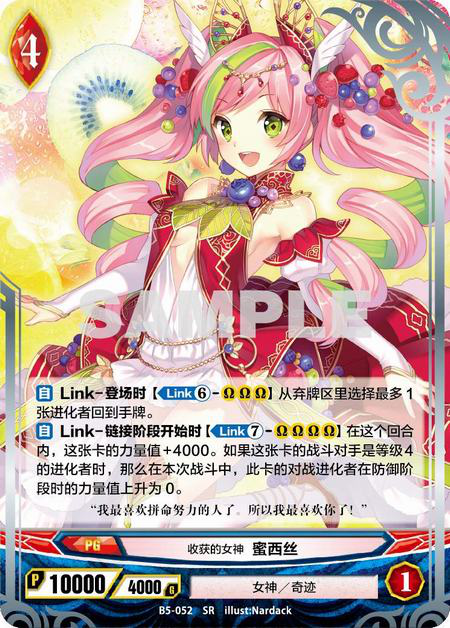 4
SAMPLE
自 Link-登场时【Link⑥-ΩΩΩ】从弃牌区里选择最多1
张进化者回到手牌。
自 Link-链接阶段开始时【Link⑦-ΩΩΩΩ】在这个回合
内，这张卡的力量值+4000。如果这张卡的战斗对手是等级4
的进化者时，那么在本次战斗中，此卡的对战进化者在防御阶
段时的力量值上升为0。
“我最喜欢拼命努力的人了。所以我最喜欢你了！”
PG 收获的女神 蜜西丝
P 10000 4000 G 女神／奇迹 1
B5-052 SR illust:Nardack